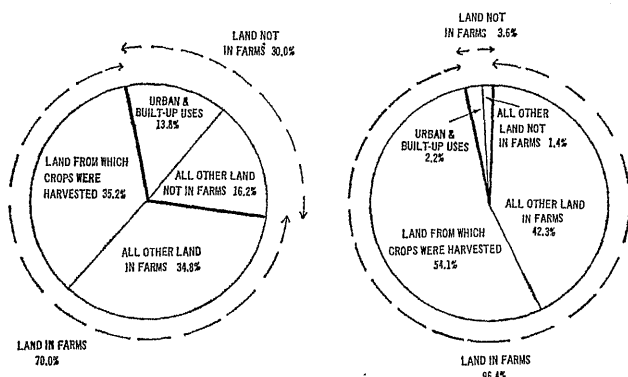 LAND NOT
IN FARMS 30.0%
URBAN &
BUILT-UP USES
13.8%
LAND FROM WHICH
CROPS WERE
HARVESTED 35.2%
ALL OTHER LAND
NOT IN FARMS 16.2%
ALL OTHER LAND
IN FARMS 34.8%
LAND IN FARMS
70.0%
LAND NOT
IN FARMS 3.6%
URBAN &
BUILT-UP USES
2.2%
ALL OTHER
LAND NOT
IN FARMS 1.4%
ALL OTHER LAND
IN FARMS
42.3%
LAND FROM WHICH
CROPS WERE HARVESTED
54.1%
LAND IN FARMS
96.4%